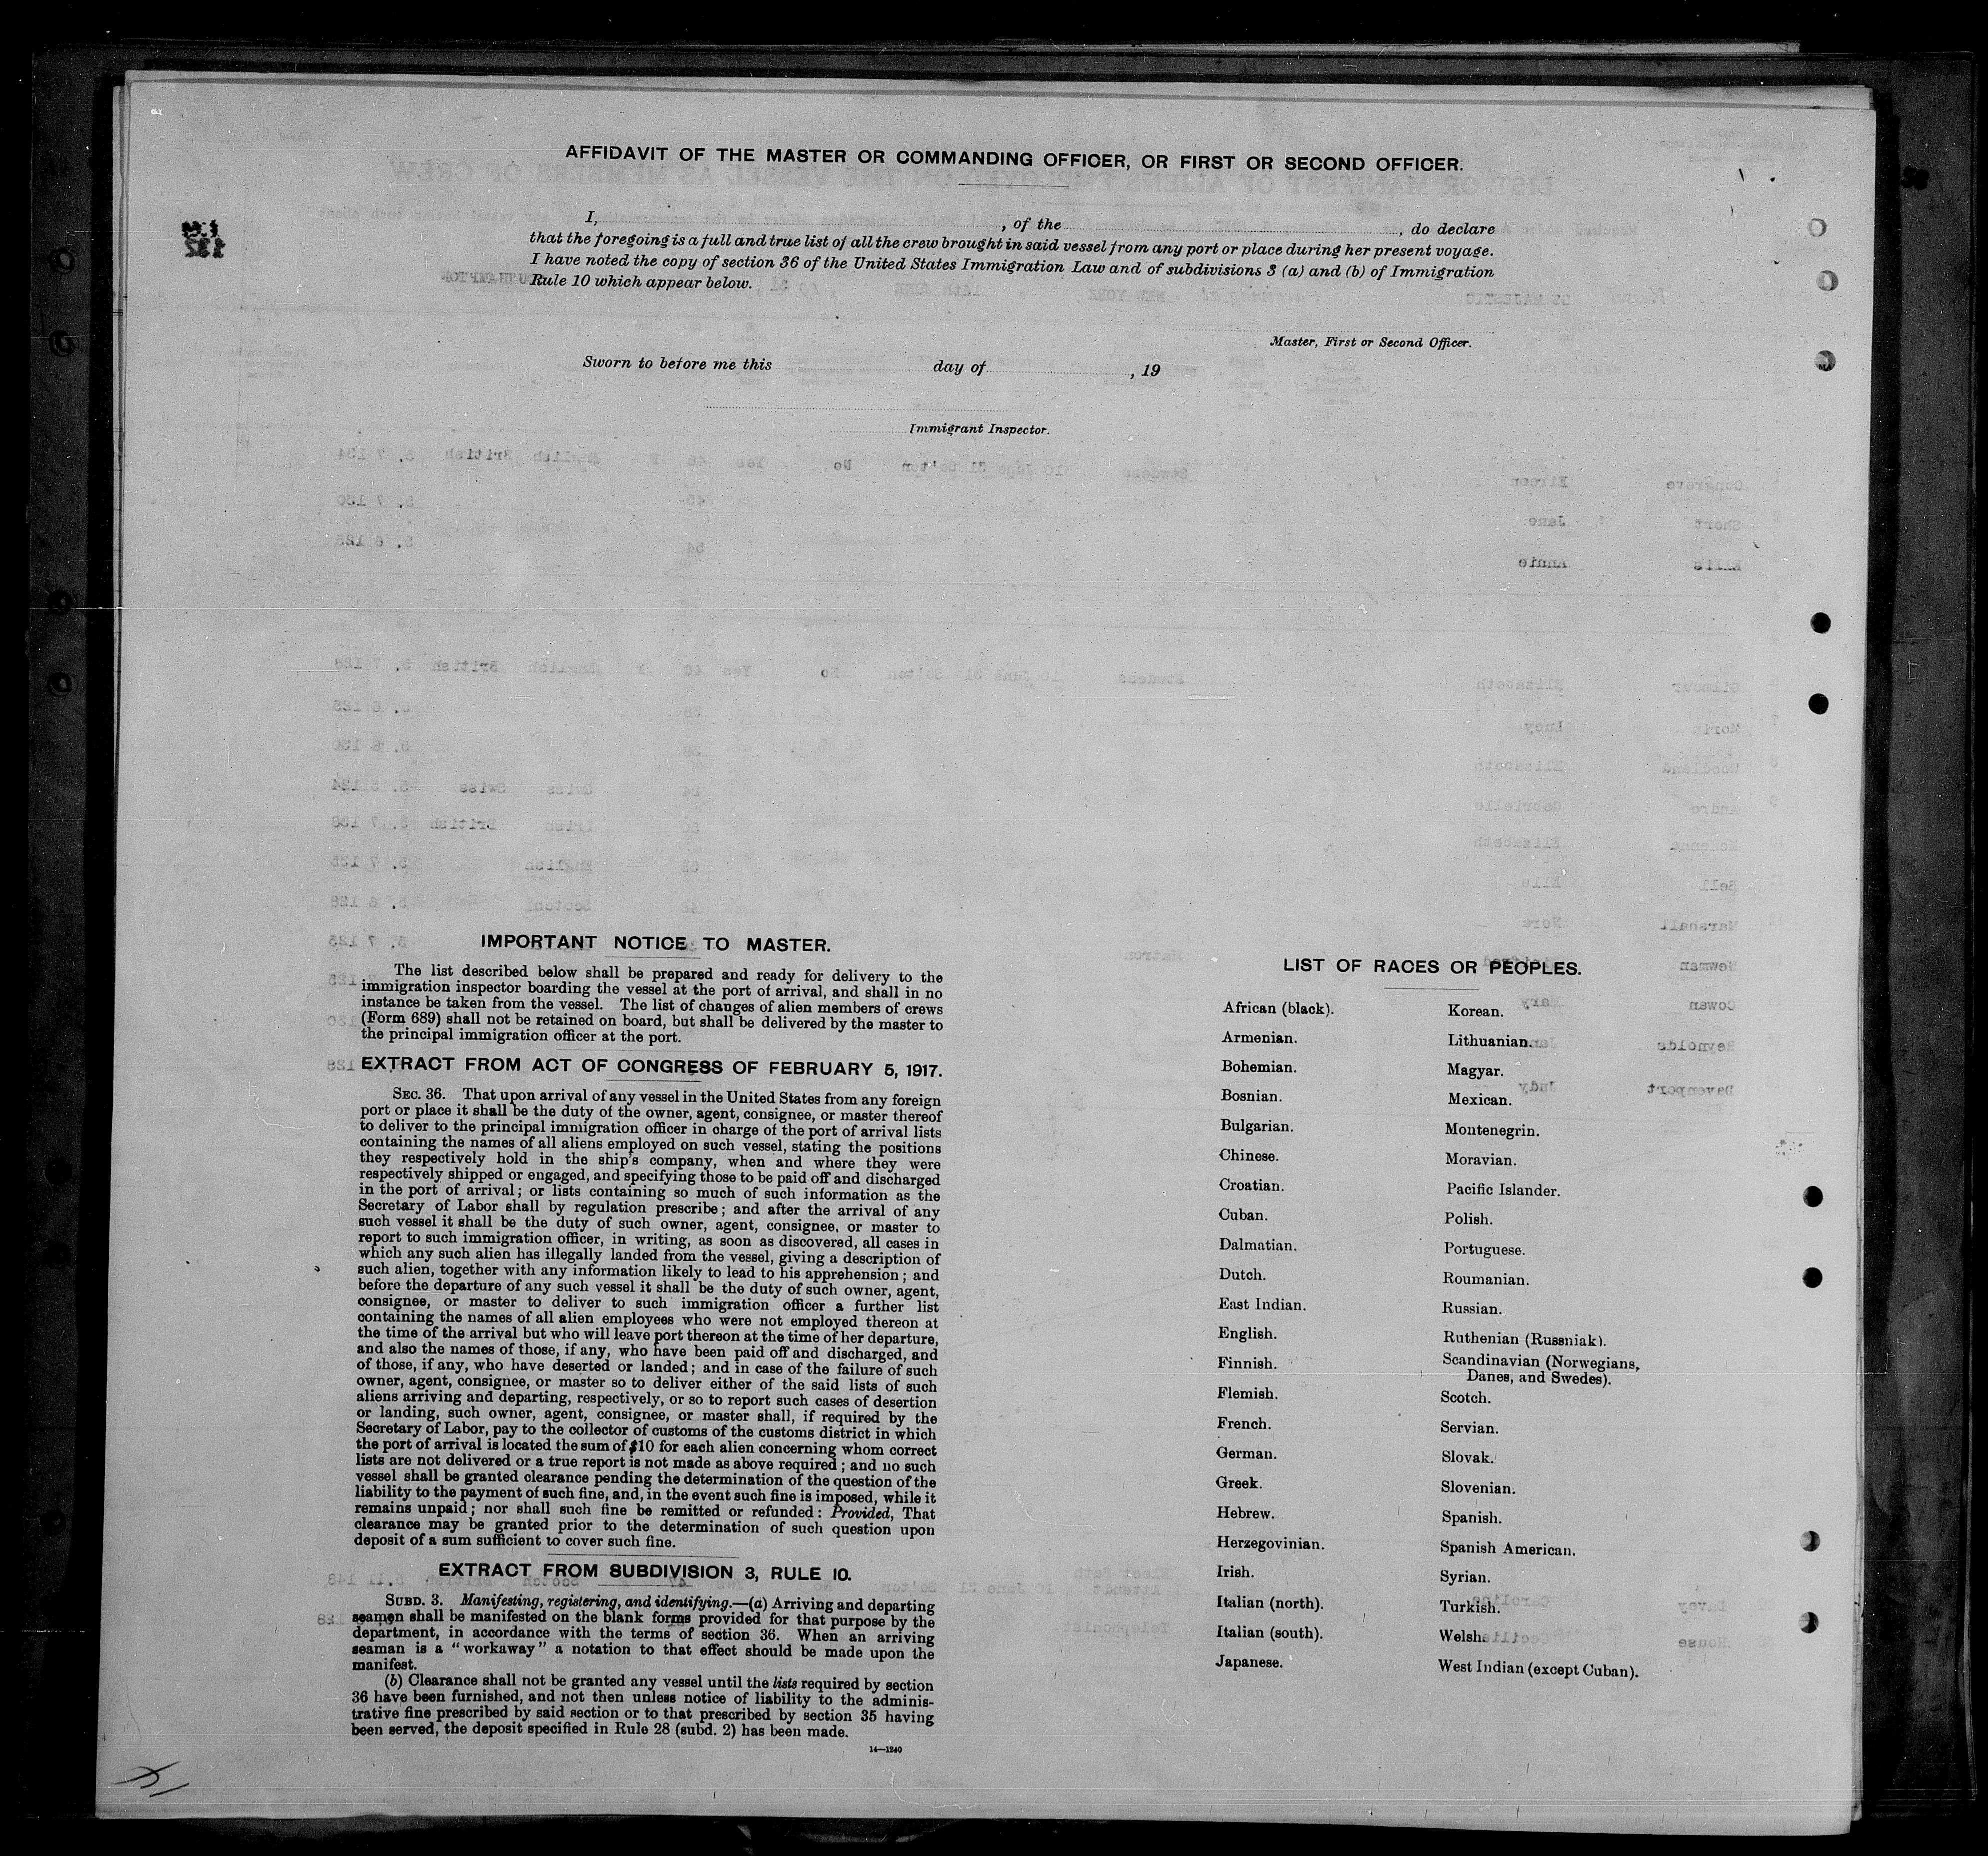 AFFIDAVIT OF THE MASTER OR COMMANDING OFFICER, OR FIRST OR SECOND OFFICER.
I, , of the , do declare
that the foregoing is a full and true list of all the crew brought in said vessel from any port or place during her present voyage.
I have noted the copy of section 36 of the United States Immigration Law and of subdivisions 3 (a) and (b) of Immigration
Rule 10 which appear below.
Master, First or Second Officer.
Sworn to before me this day of , 19
Immigrant Inspector.
IMPORTANT NOTICE TO MASTER.
The list described below shall be prepared and ready for delivery to the
immigration inspector boarding the vessel at the port of arrival, and shall in no
instance be taken from the vessel. The list of changes of alien members of crews
(Form 689) shall not be retained on board, but shall be delivered by the master to
the principal immigration officer at the port.
EXTRACT FROM ACT OF CONGRESS OF FEBRUARY 5, 1917.
SEC. 36. That upon arrival of any vessel in the United States from any foreign
port or place it shall be the duty of the owner, agent, consignee, or master thereof
to deliver to the principal immigration officer in charge of the port of arrival lists
containing the names of all aliens employed on such vessel, stating the positions
they respectively hold in the ship's company, when and where they were
respectively shipped or engaged, and specifying those to be paid off and discharged
in the port of arrival; or lists containing so much of such information as the
Secretary of Labor shall by regulation prescribe; and after the arrival of any
such vessel it shall be the duty of such owner, agent, consignee, or master to
report to such immigration officer, in writing, as soon as discovered, all cases in
which any such alien has illegally landed from the vessel, giving a description of
such alien, together with any information likely to lead to his apprehension; and
before the departure of any such vessel it shall be the duty of such owner, agent,
consignee, or master to deliver to such immigration officer a further list
containing the names of all alien employees who were not employed thereon at
the time of the arrival but who will leave port thereon at the time of her departure,
and also the names of those, if any, who have been paid off and discharged, and
of those, if any, who have deserted or landed; and in case of the failure of such
owner, agent, consignee, or master so to deliver either of the said lists of such
aliens arriving and departing, respectively, or so to report such cases of desertion
or landing, such owner, agent, consignee, or master shall, if required by the
Secretary of Labor, pay to the collector of customs of the customs district in which
the port of arrival is located the sum of $10 for each alien concerning whom correct
lists are not delivered or a true report is not made as above required; and no such
vessel shall be granted clearance pending the determination of the question of the
liability to the payment of such fine, and, in the event such fine is imposed, while it
remains unpaid; nor shall such fine be remitted or refunded: Provided, That
clearance may be granted prior to the determination of such question upon
deposit of a sum sufficient to cover such fine.
EXTRACT FROM SUBDIVISION 3, RULE 10.
SUBD. 3. Manifesting, registering, and identifying.—(a) Arriving and departing
seamen shall be manifested on the blank forms provided for that purpose by the
department, in accordance with the terms of section 36. When an arriving
seaman is a "workaway" a notation to that effect should be made upon the
manifest.
(b) Clearance shall not be granted any vessel until the lists required by section
36 have been furnished, and not then unless notice of liability to the adminis-
trative fine prescribed by said section or to that prescribed by section 35 having
been served, the deposit specified in Rule 28 (subd. 2) has been made.
14—1240
LIST OF RACES OR PEOPLES.
African (black).
Armenian.
Bohemian.
Bosnian.
Bulgarian.
Chinese.
Croatian.
Cuban.
Dalmatian.
Dutch.
East Indian.
English.
Finnish.
Flemish.
French.
German.
Greek.
Hebrew.
Herzegovinian.
Irish.
Italian (north).
Italian (south).
Japanese.
Korean.
Lithuanian.
Magyar.
Mexican.
Montenegrin.
Moravian.
Pacific Islander.
Polish.
Portuguese.
Roumanian.
Russian.
Ruthenian (Russniak).
Scandinavian (Norwegians,
Danes, and Swedes).
Scotch.
Servian.
Slovak.
Slovenian.
Spanish.
Spanish American.
Syrian.
Turkish.
Welsh.
West Indian (except Cuban).